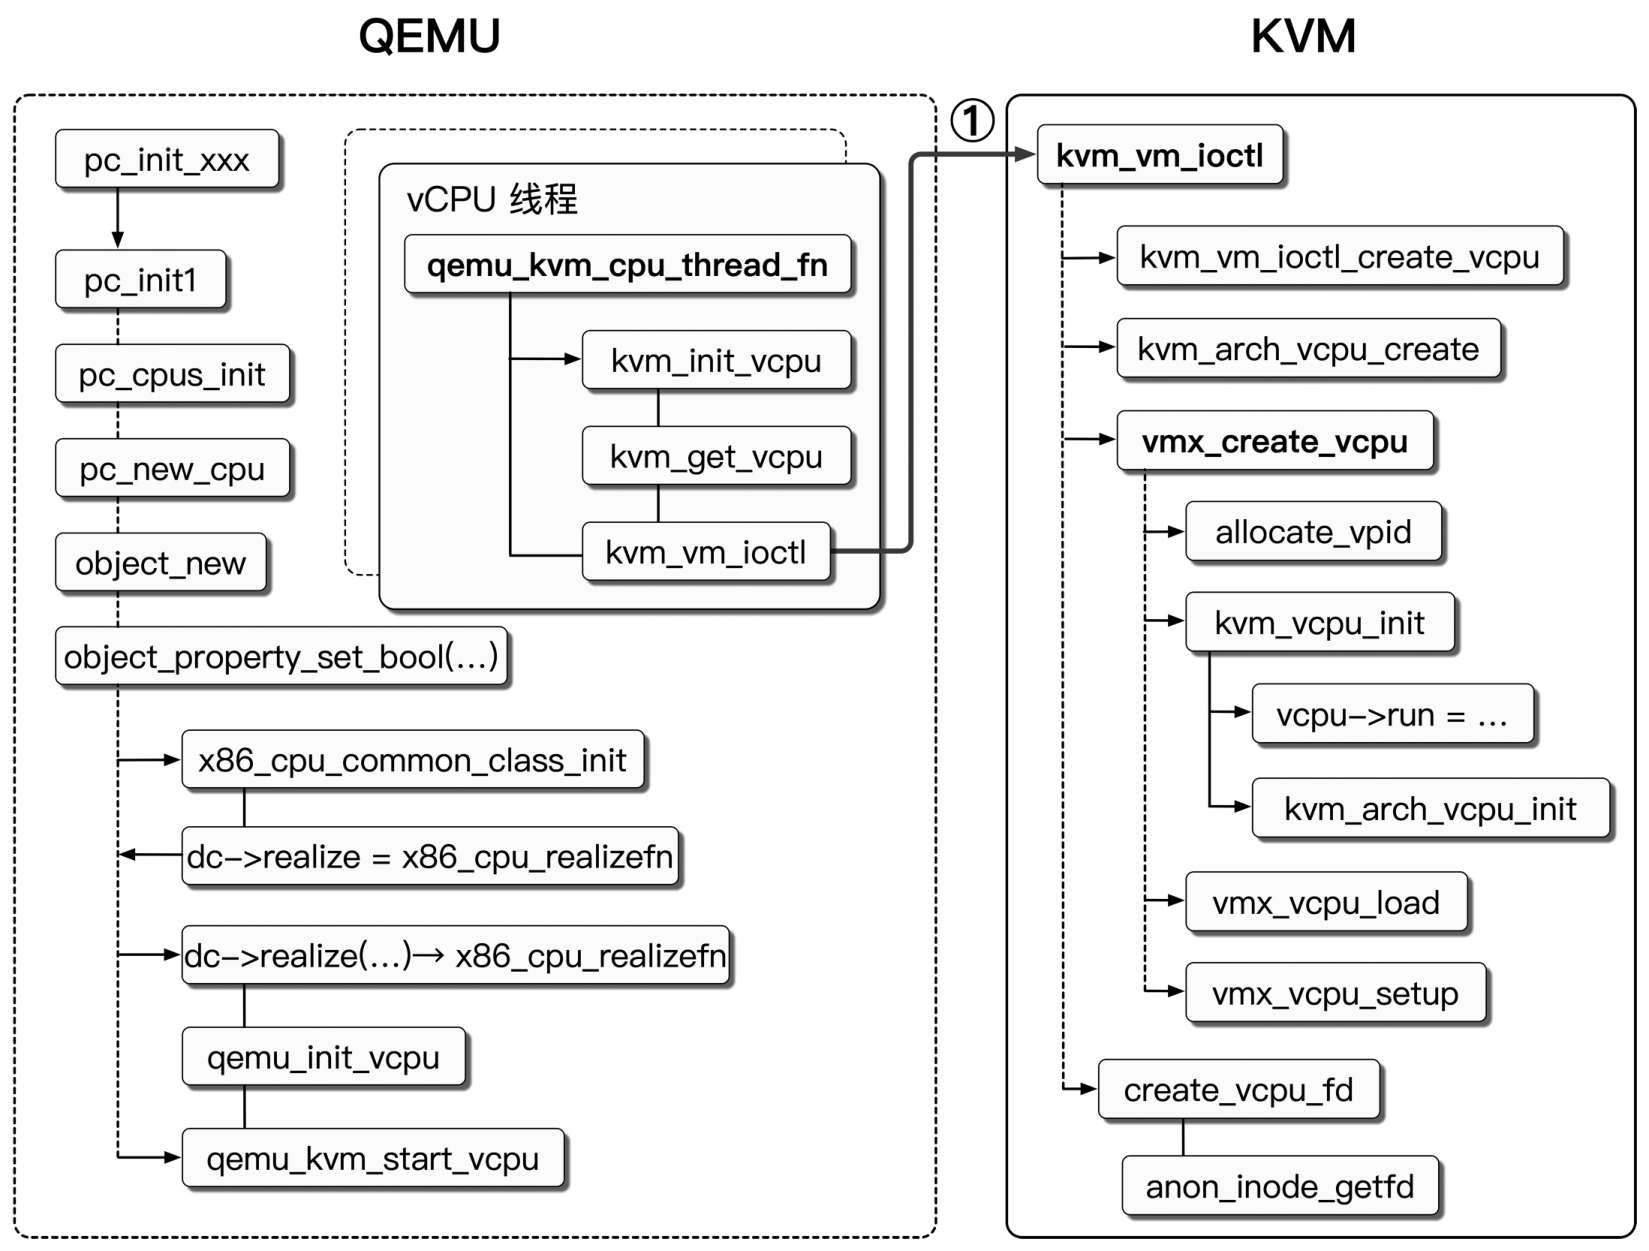 QEMU
KVM
pc_init_xxx
pc_init1
pc_cpus_init
pc_new_cpu
object_new
object_property_set_bool(...)
x86_cpu_common_class_init
dc->realize = x86_cpu_realizefn
dc->realize(...)→ x86_cpu_realizefn
qemu_init_vcpu
qemu_kvm_start_vcpu
vCPU 线程
qemu_kvm_cpu_thread_fn
kvm_init_vcpu
kvm_get_vcpu
kvm_vm_ioctl
①
kvm_vm_ioctl
kvm_vm_ioctl_create_vcpu
kvm_arch_vcpu_create
vmx_create_vcpu
allocate_vpid
kvm_vcpu_init
vcpu->run = ...
kvm_arch_vcpu_init
vmx_vcpu_load
vmx_vcpu_setup
create_vcpu_fd
anon_inode_getfd